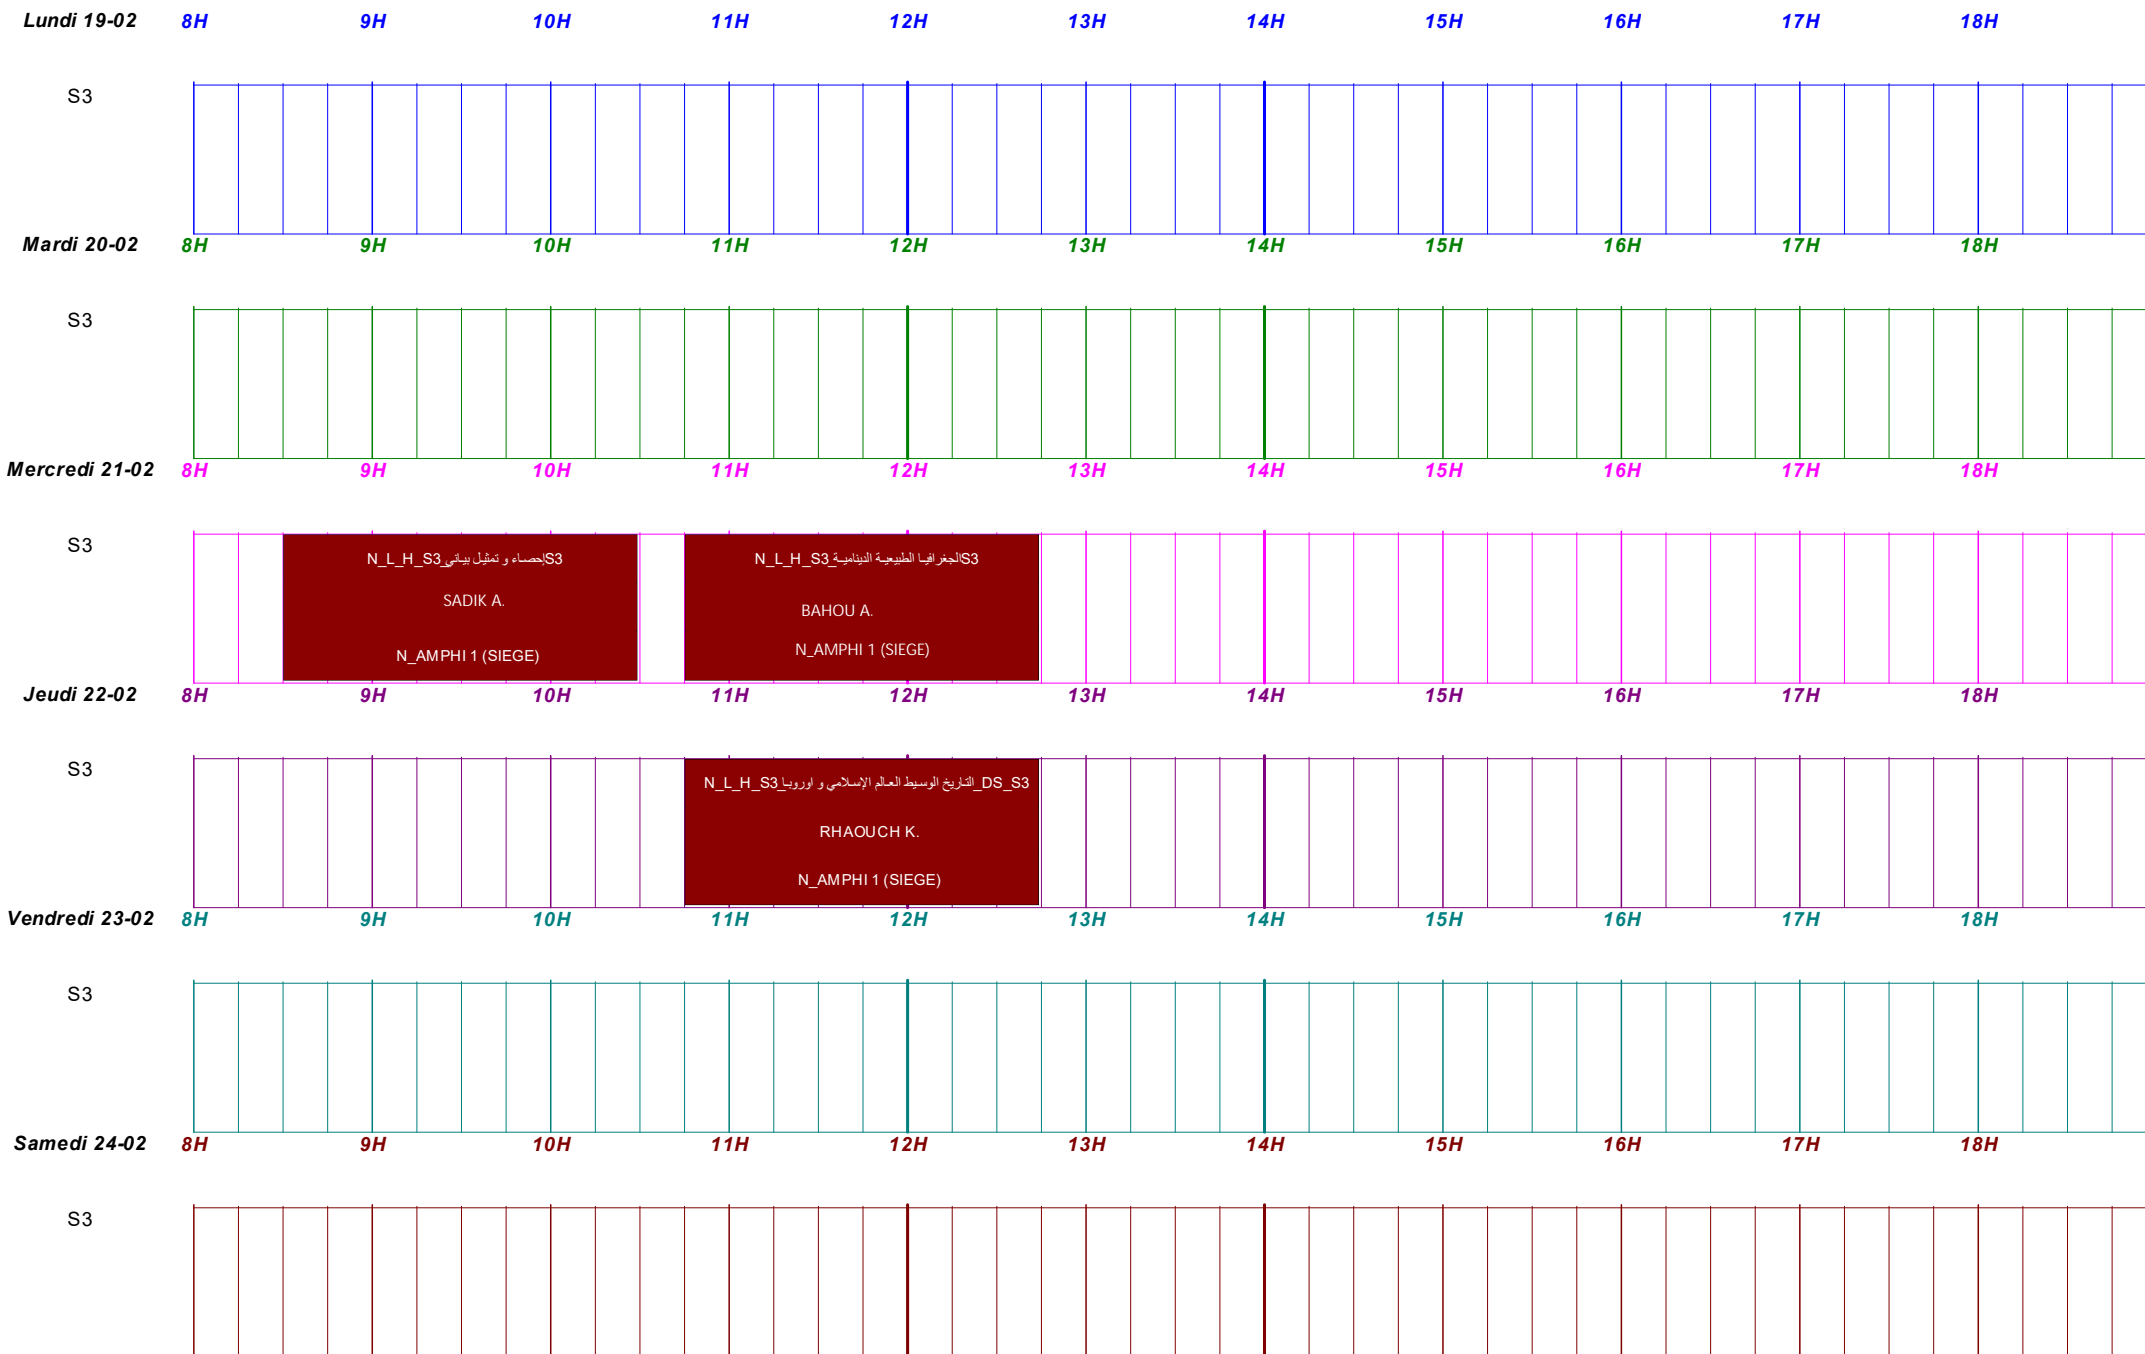 Lundi 19-02 8H 9H 10H 11H 12H 13H 14H 15H 16H 17H 18H
S3
Mardi 20-02 8H 9H 10H 11H 12H 13H 14H 15H 16H 17H 18H
S3
Mercredi 21-02 8H 9H 10H 11H 12H 13H 14H 15H 16H 17H 18H
S3
N_L_H_S3_إحصاء و تمثيل بياني S3
SADIK A.
N_AMPHI 1 (SIEGE)
N_L_H_S3_الجغرافيا الطبيعية الدينامية S3
BAHOU A.
N_AMPHI 1 (SIEGE)
Jeudi 22-02 8H 9H 10H 11H 12H 13H 14H 15H 16H 17H 18H
S3
N_L_H_S3_التاريخ الوسيط العالم الإسلامي و اوروبا_DS_S3
RHAOUCH K.
N_AMPHI 1 (SIEGE)
Vendredi 23-02 8H 9H 10H 11H 12H 13H 14H 15H 16H 17H 18H
S3
Samedi 24-02 8H 9H 10H 11H 12H 13H 14H 15H 16H 17H 18H
S3